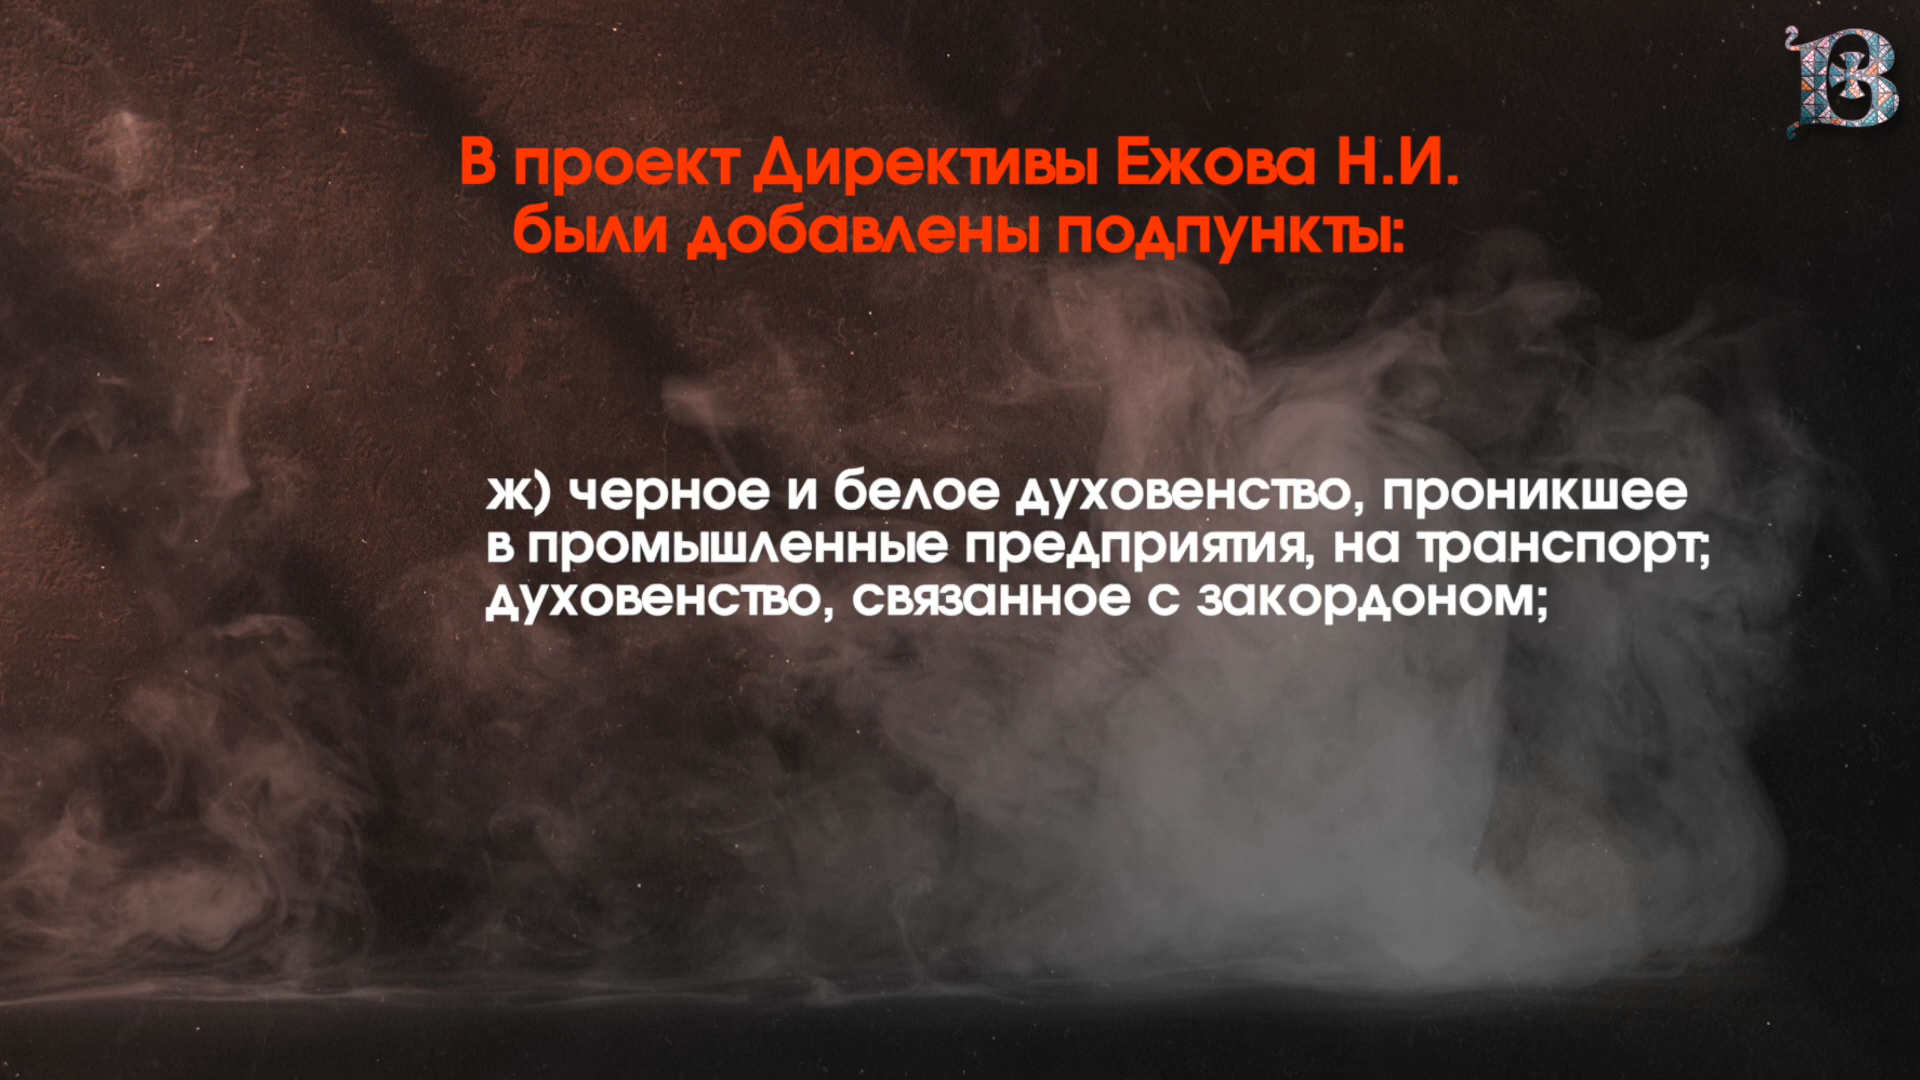 В проект Директивы Ежова Н.И.
были добавлены подпункты:
ж) черное и белое духовенство, проникшее
в промышленные предприятия, на транспорт;
духовенство, связанное с закордоном;